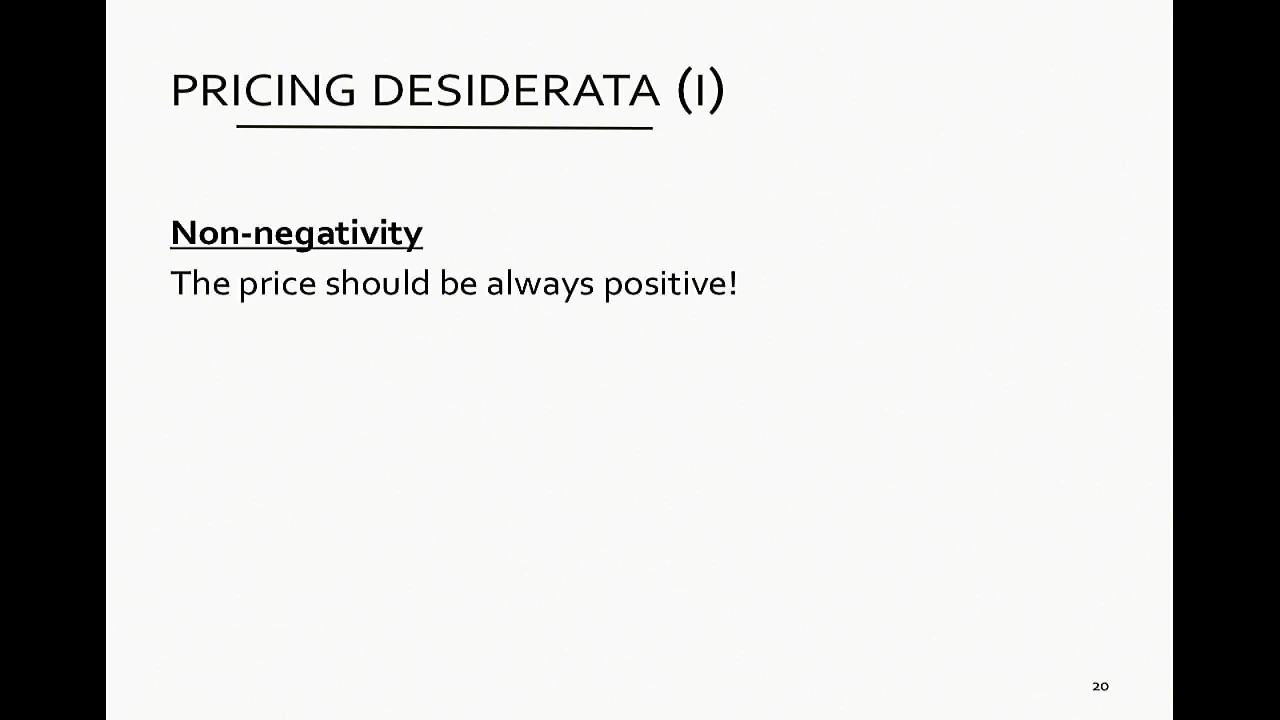 PRICING DESIDERATA (I)
Non-negativity
The price should be always positive!
20